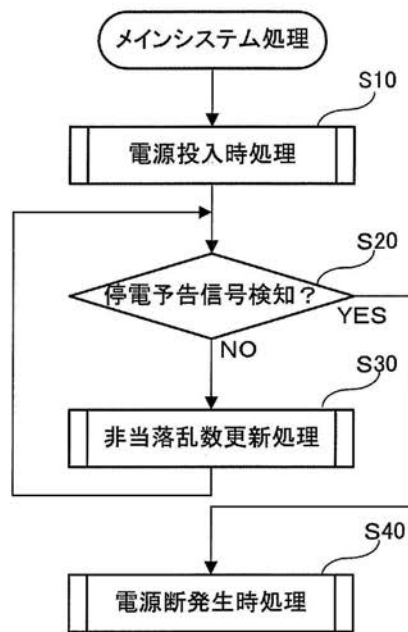 メインシステム処理
S10
電源投入時処理
S20
停電予告信号検知？
YES
NO
S30
非当落乱数更新処理
S40
電源断発生時処理